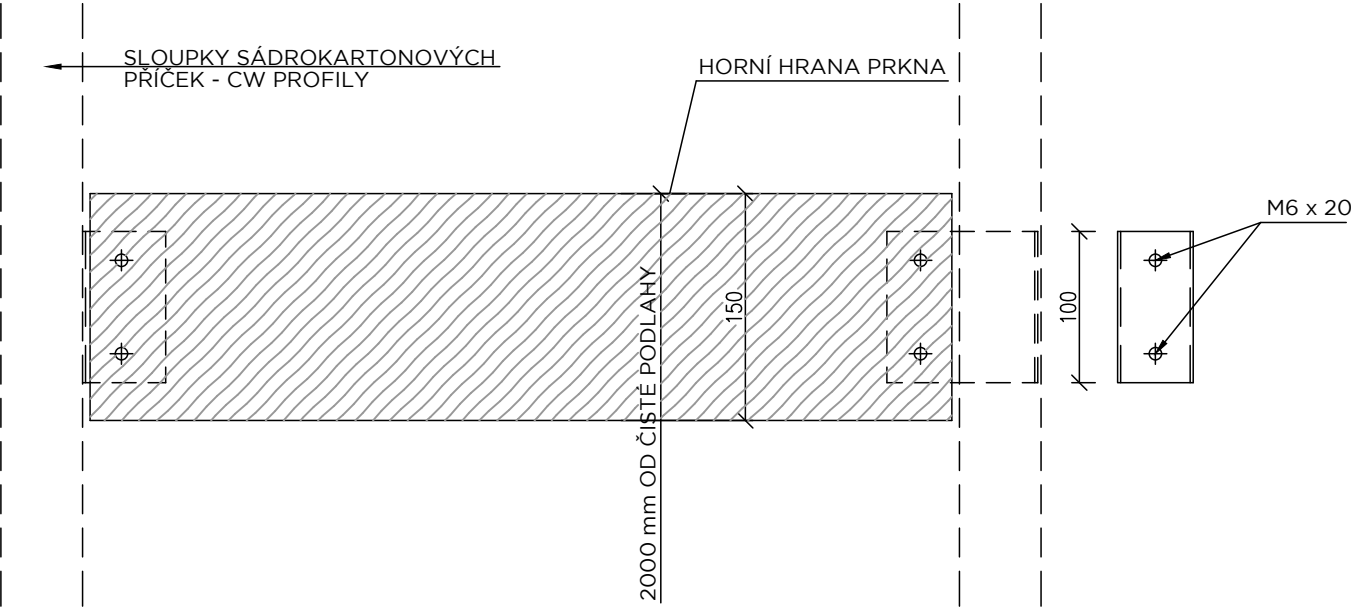 SLOUPKY SÁDROKARTONOVÝCH
PŘÍČEK - CW PROFILY
HORNÍ HRANA PRKNA
M6 x 20
2000 mm OD ČISTÉ PODLAHY
150
100